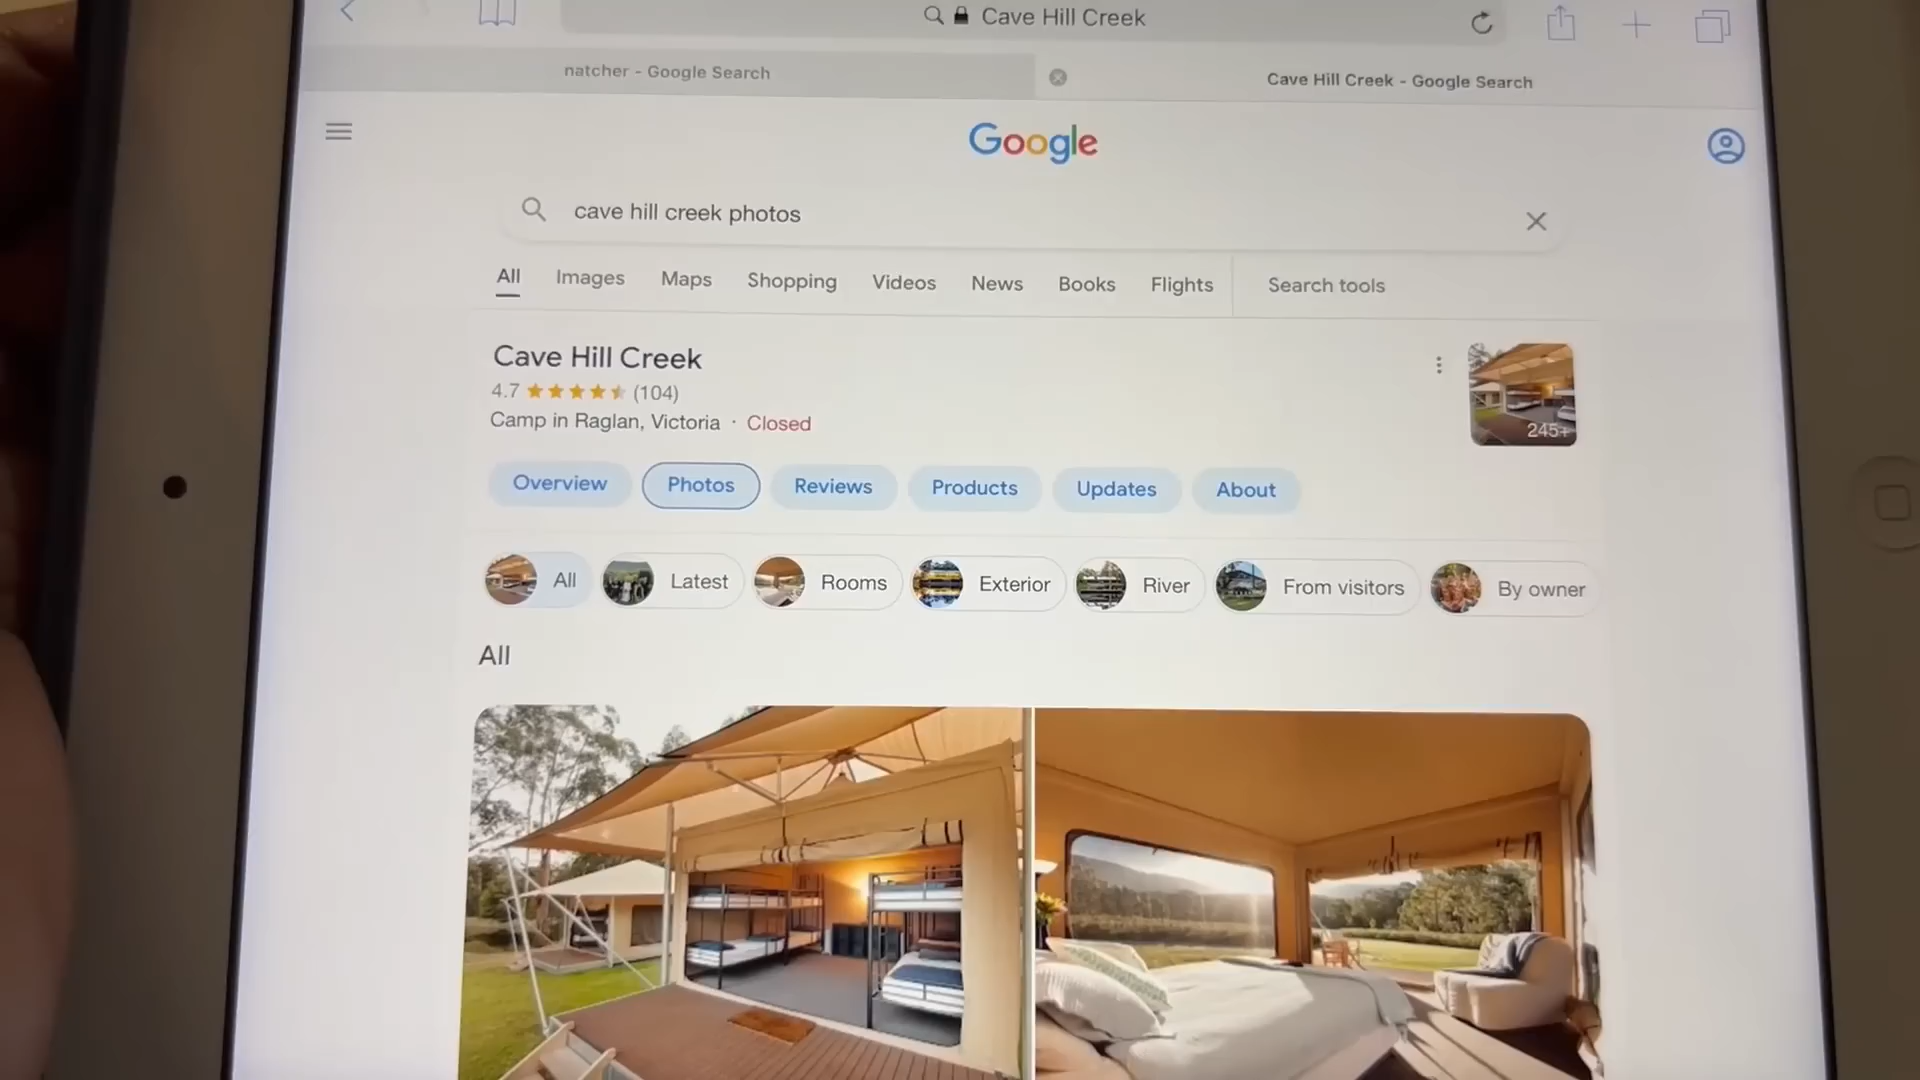 Cave Hill Creek
natcher - Google Search
Cave Hill Creek - Google Search
Google
cave hill creek photos
All Images Maps Shopping Videos News Books Flights Search tools
Cave Hill Creek
4.7 (104)
Camp in Raglan, Victoria · Closed
245+
Overview Photos Reviews Products Updates About
All Latest Rooms Exterior River From visitors By owner
All